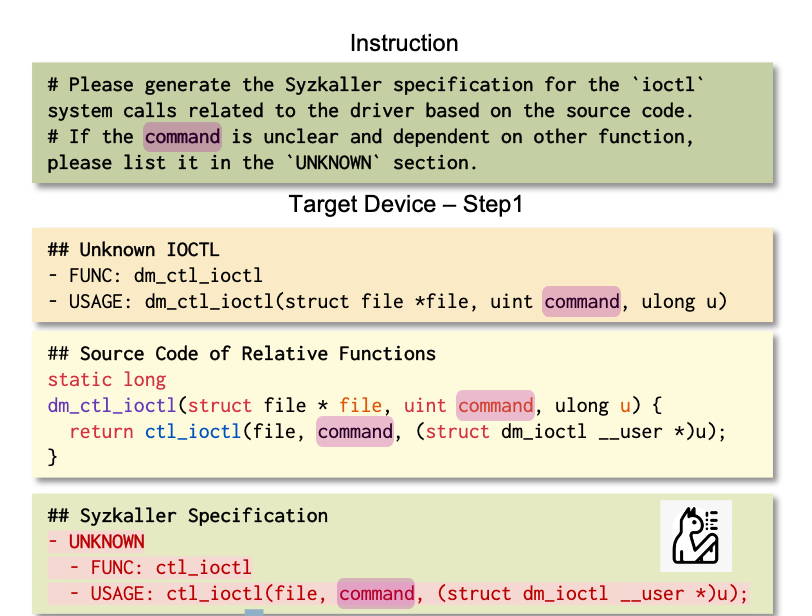 Instruction
# Please generate the Syzkaller specification for the `ioctl`
system calls related to the driver based on the source code.
# If the command is unclear and dependent on other function,
please list it in the `UNKNOWN` section.
Target Device – Step1
## Unknown IOCTL
- FUNC: dm_ctl_ioctl
- USAGE: dm_ctl_ioctl(struct file *file, uint command, ulong u)
## Source Code of Relative Functions
static long
dm_ctl_ioctl(struct file * file, uint command, ulong u) {
  return ctl_ioctl(file, command, (struct dm_ioctl __user *)u);
}
## Syzkaller Specification
- UNKNOWN
  - FUNC: ctl_ioctl
  - USAGE: ctl_ioctl(file, command, (struct dm_ioctl __user *)u);